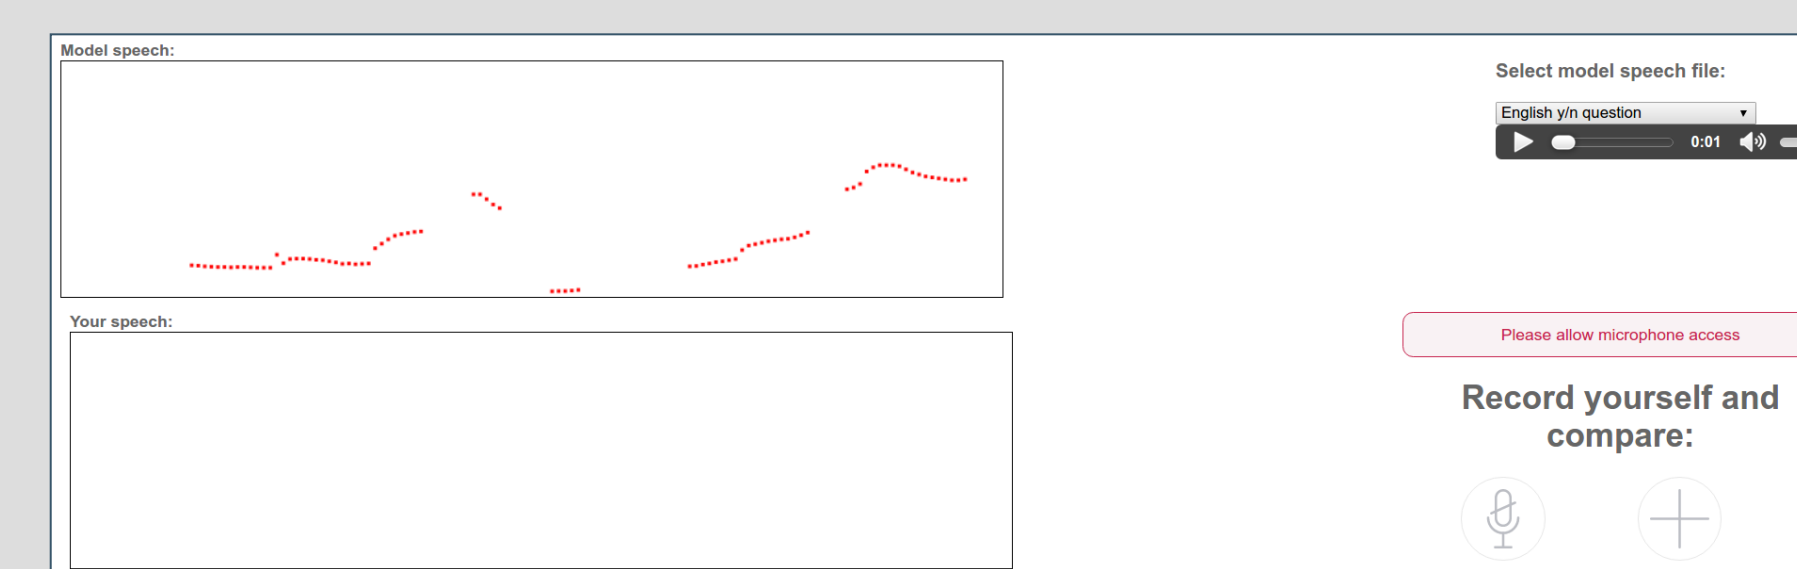 Model speech:
Select model speech file:
English y/n question
0:01
Your speech:
Please allow microphone access
Record yourself and
compare: